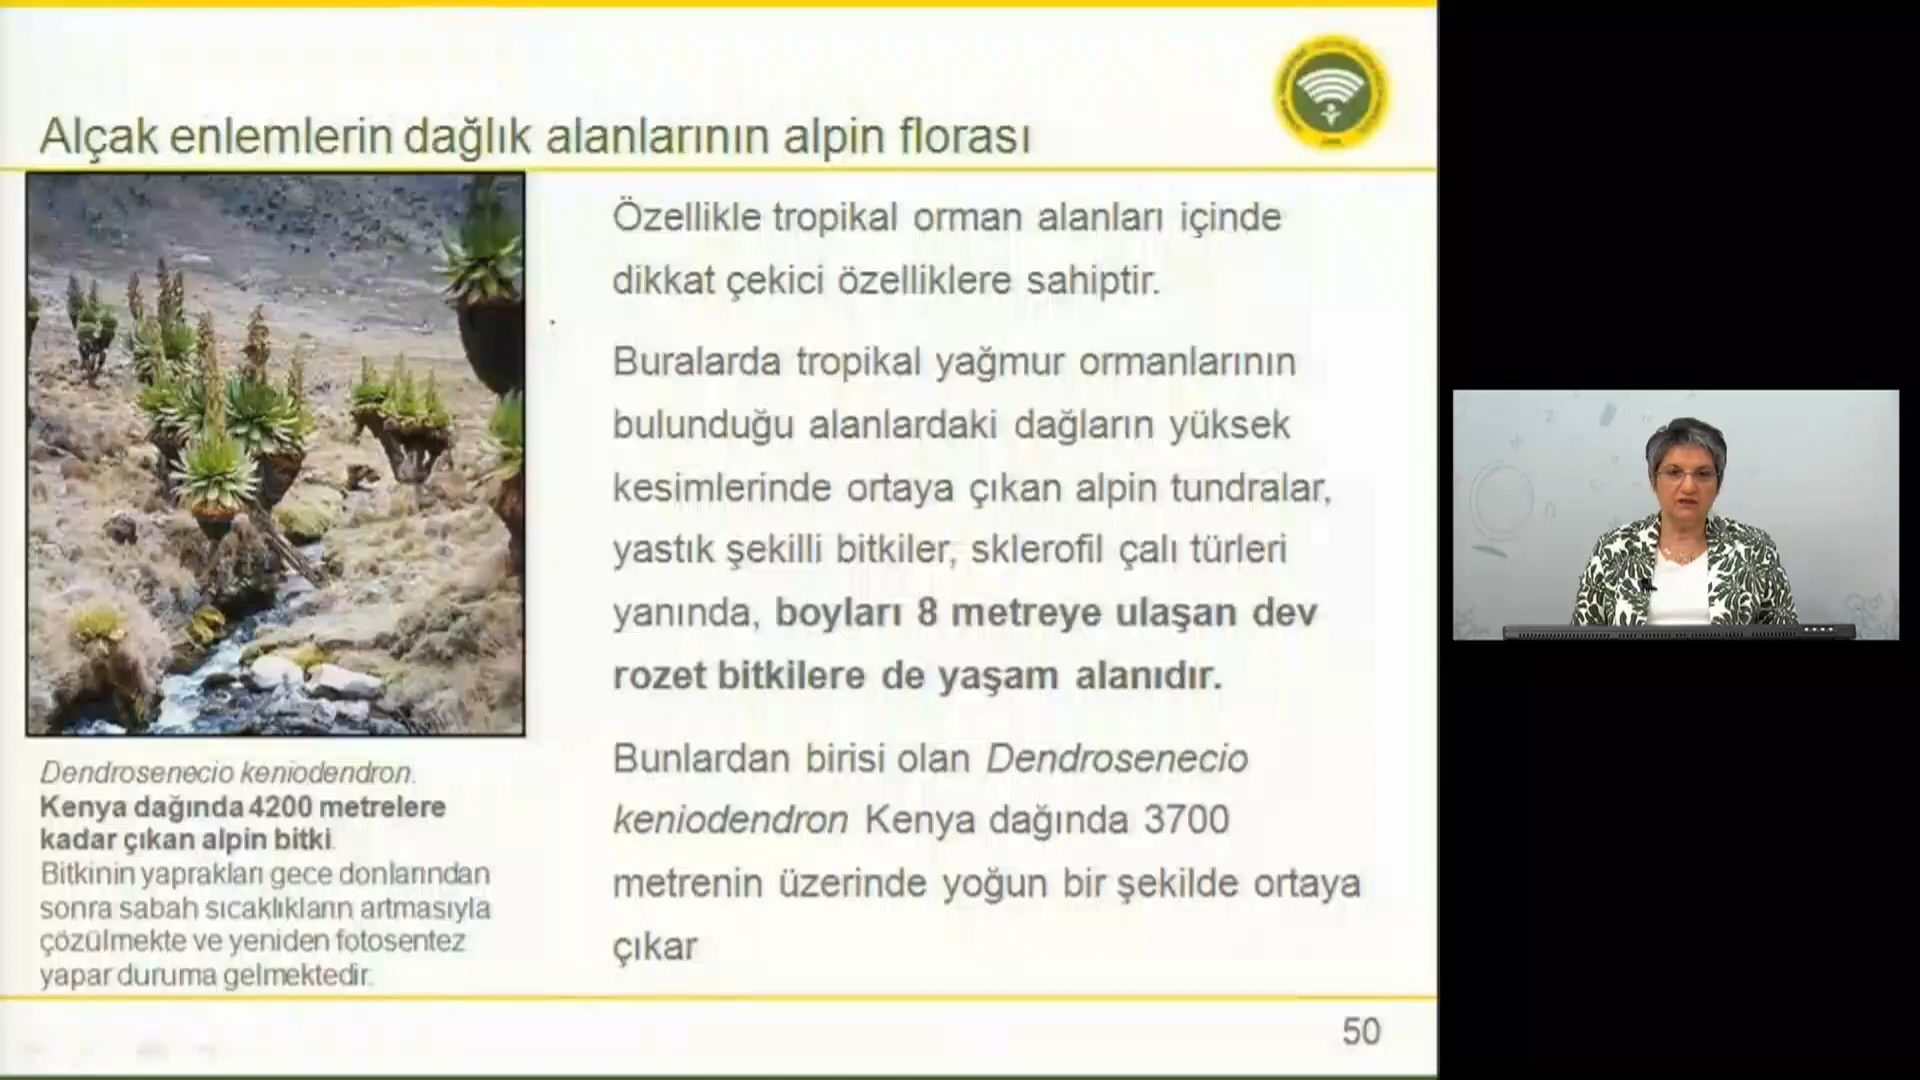 Alçak enlemlerin dağlık alanlarının alpin florası
Özellikle tropikal orman alanları içinde
dikkat çekici özelliklere sahiptir.
Buralarda tropikal yağmur ormanlarının
bulunduğu alanlardaki dağların yüksek
kesimlerinde ortaya çıkan alpin tundralar,
yastık şekilli bitkiler, sklerofil çalı türleri
yanında, boyları 8 metreye ulaşan dev
rozet bitkilere de yaşam alanıdır.
Bunlardan birisi olan Dendrosenecio
keniodendron Kenya dağında 3700
metrenin üzerinde yoğun bir şekilde ortaya
çıkar
Dendrosenecio keniodendron.
Kenya dağında 4200 metrelere
kadar çıkan alpin bitki.
Bitkinin yaprakları gece donlarından
sonra sabah sıcaklıkların artmasıyla
çözülmekte ve yeniden fotosentez
yapar duruma gelmektedir.
50